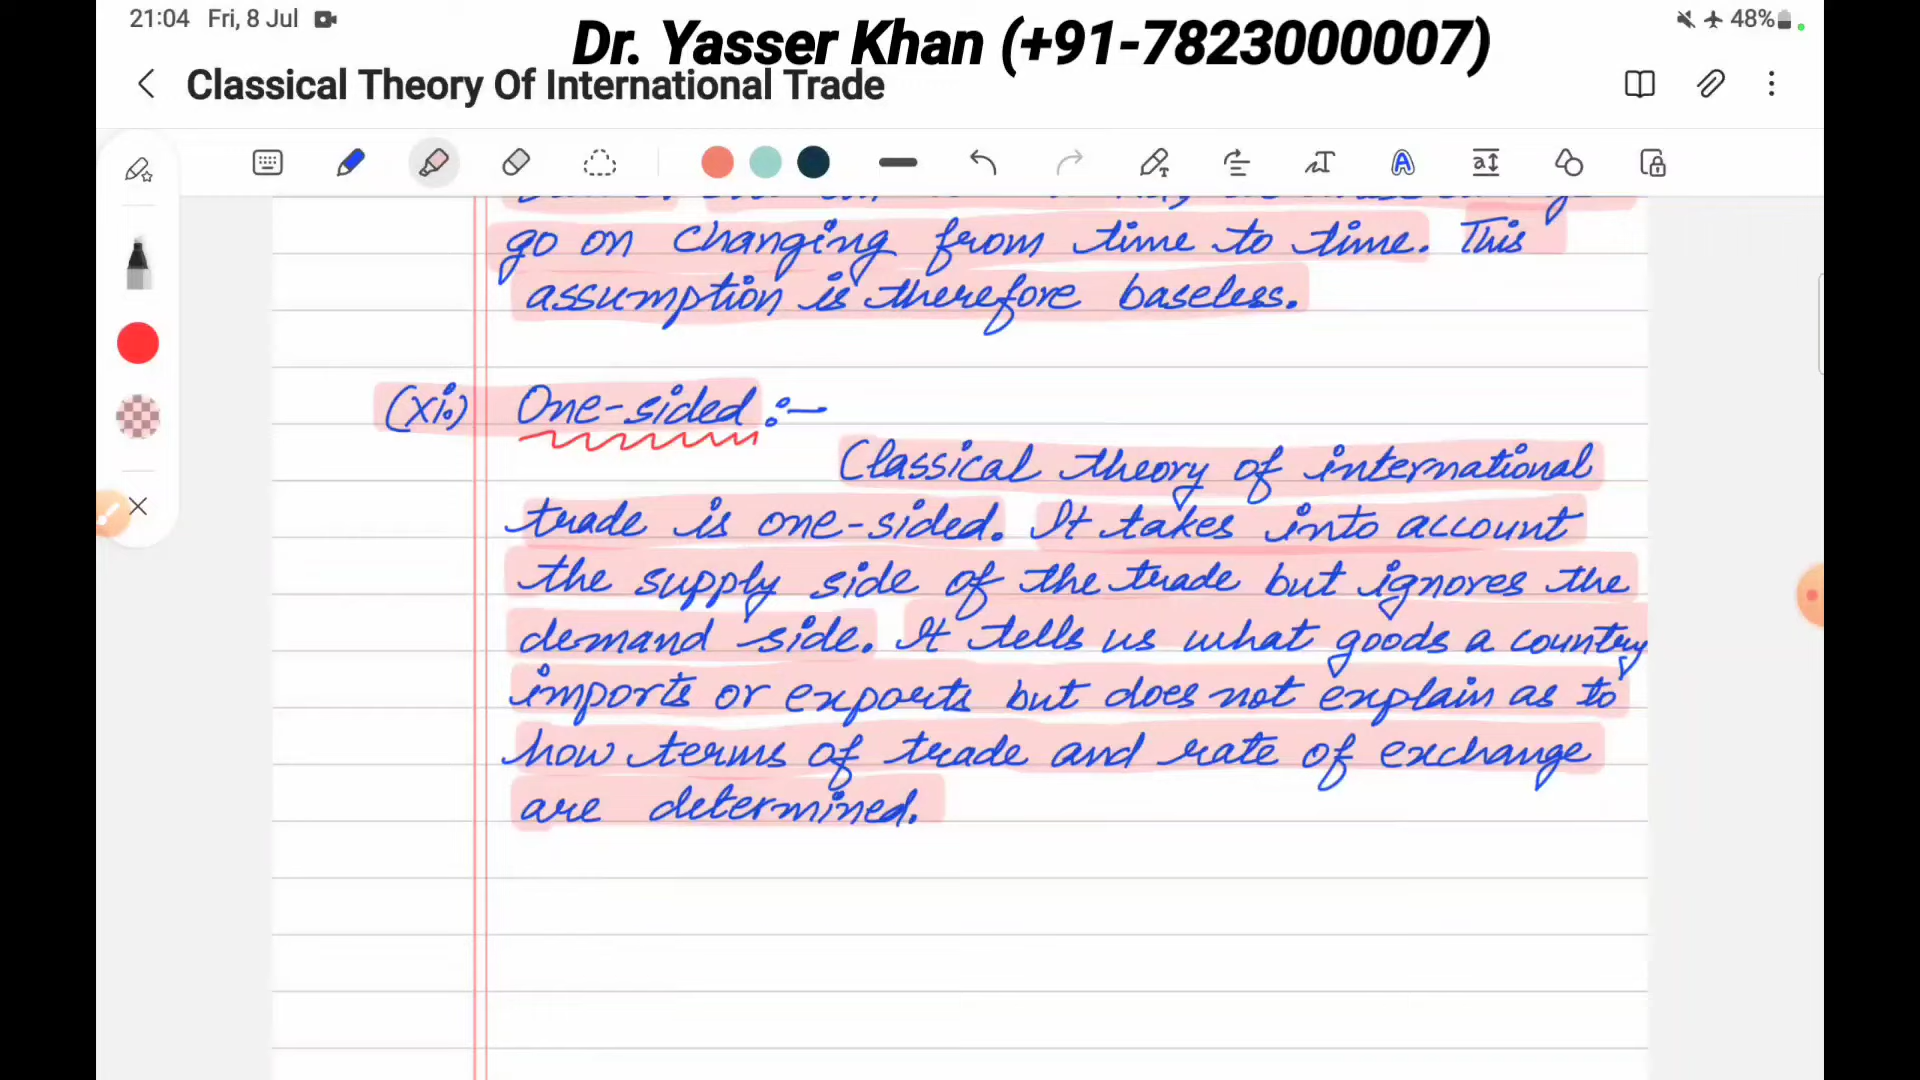 21:04 Fri, 8 Jul
48%
Dr. Yasser Khan (+91-7823000007)
Classical Theory Of International Trade
go on changing from time to time. This
assumption is therefore baseless.
(xi.) One-sided :-
Classical theory of international
trade is one-sided. It takes into account
the supply side of the trade but ignores the
demand side. It tells us what goods a country
imports or exports but does not explain as to
how terms of trade and rate of exchange
are determined.